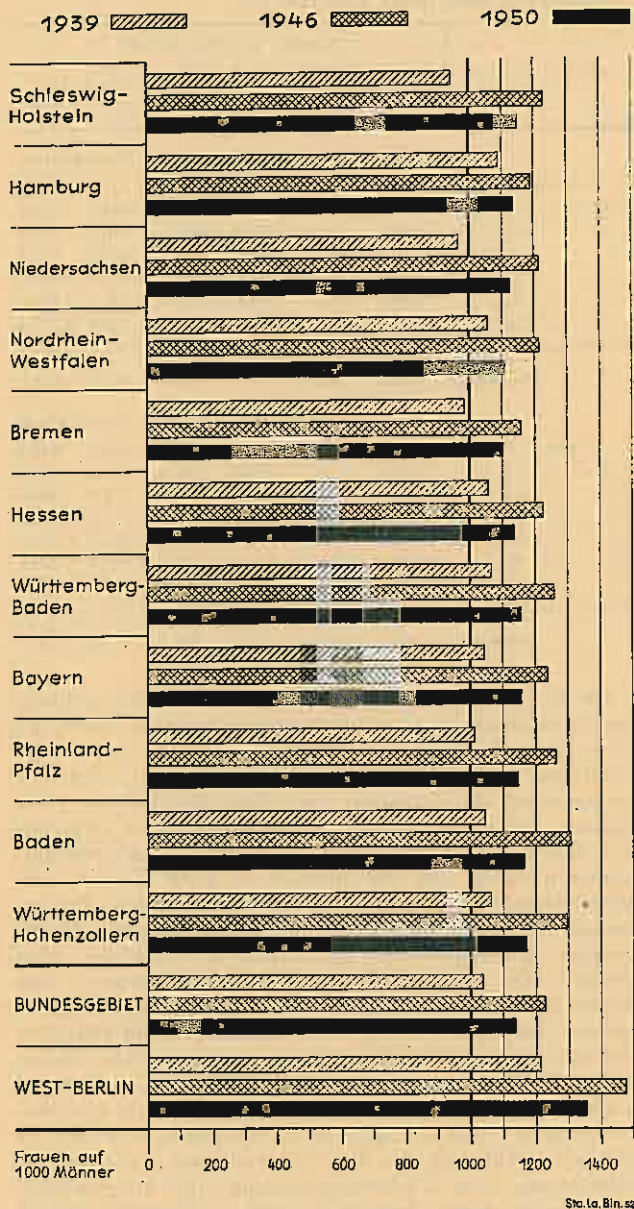 1939 1946 1950
Schleswig-
Holstein
Hamburg
Niedersachsen
Nordrhein-
Westfalen
Bremen
Hessen
Württemberg-
Baden
Bayern
Rheinland-
Pfalz
Baden
Württemberg-
Hohenzollern
BUNDESGEBIET
WEST-BERLIN
Frauen auf
1000 Männer
0 200 400 600 800 1000 1200 1400
Sta.La.Bln.sz